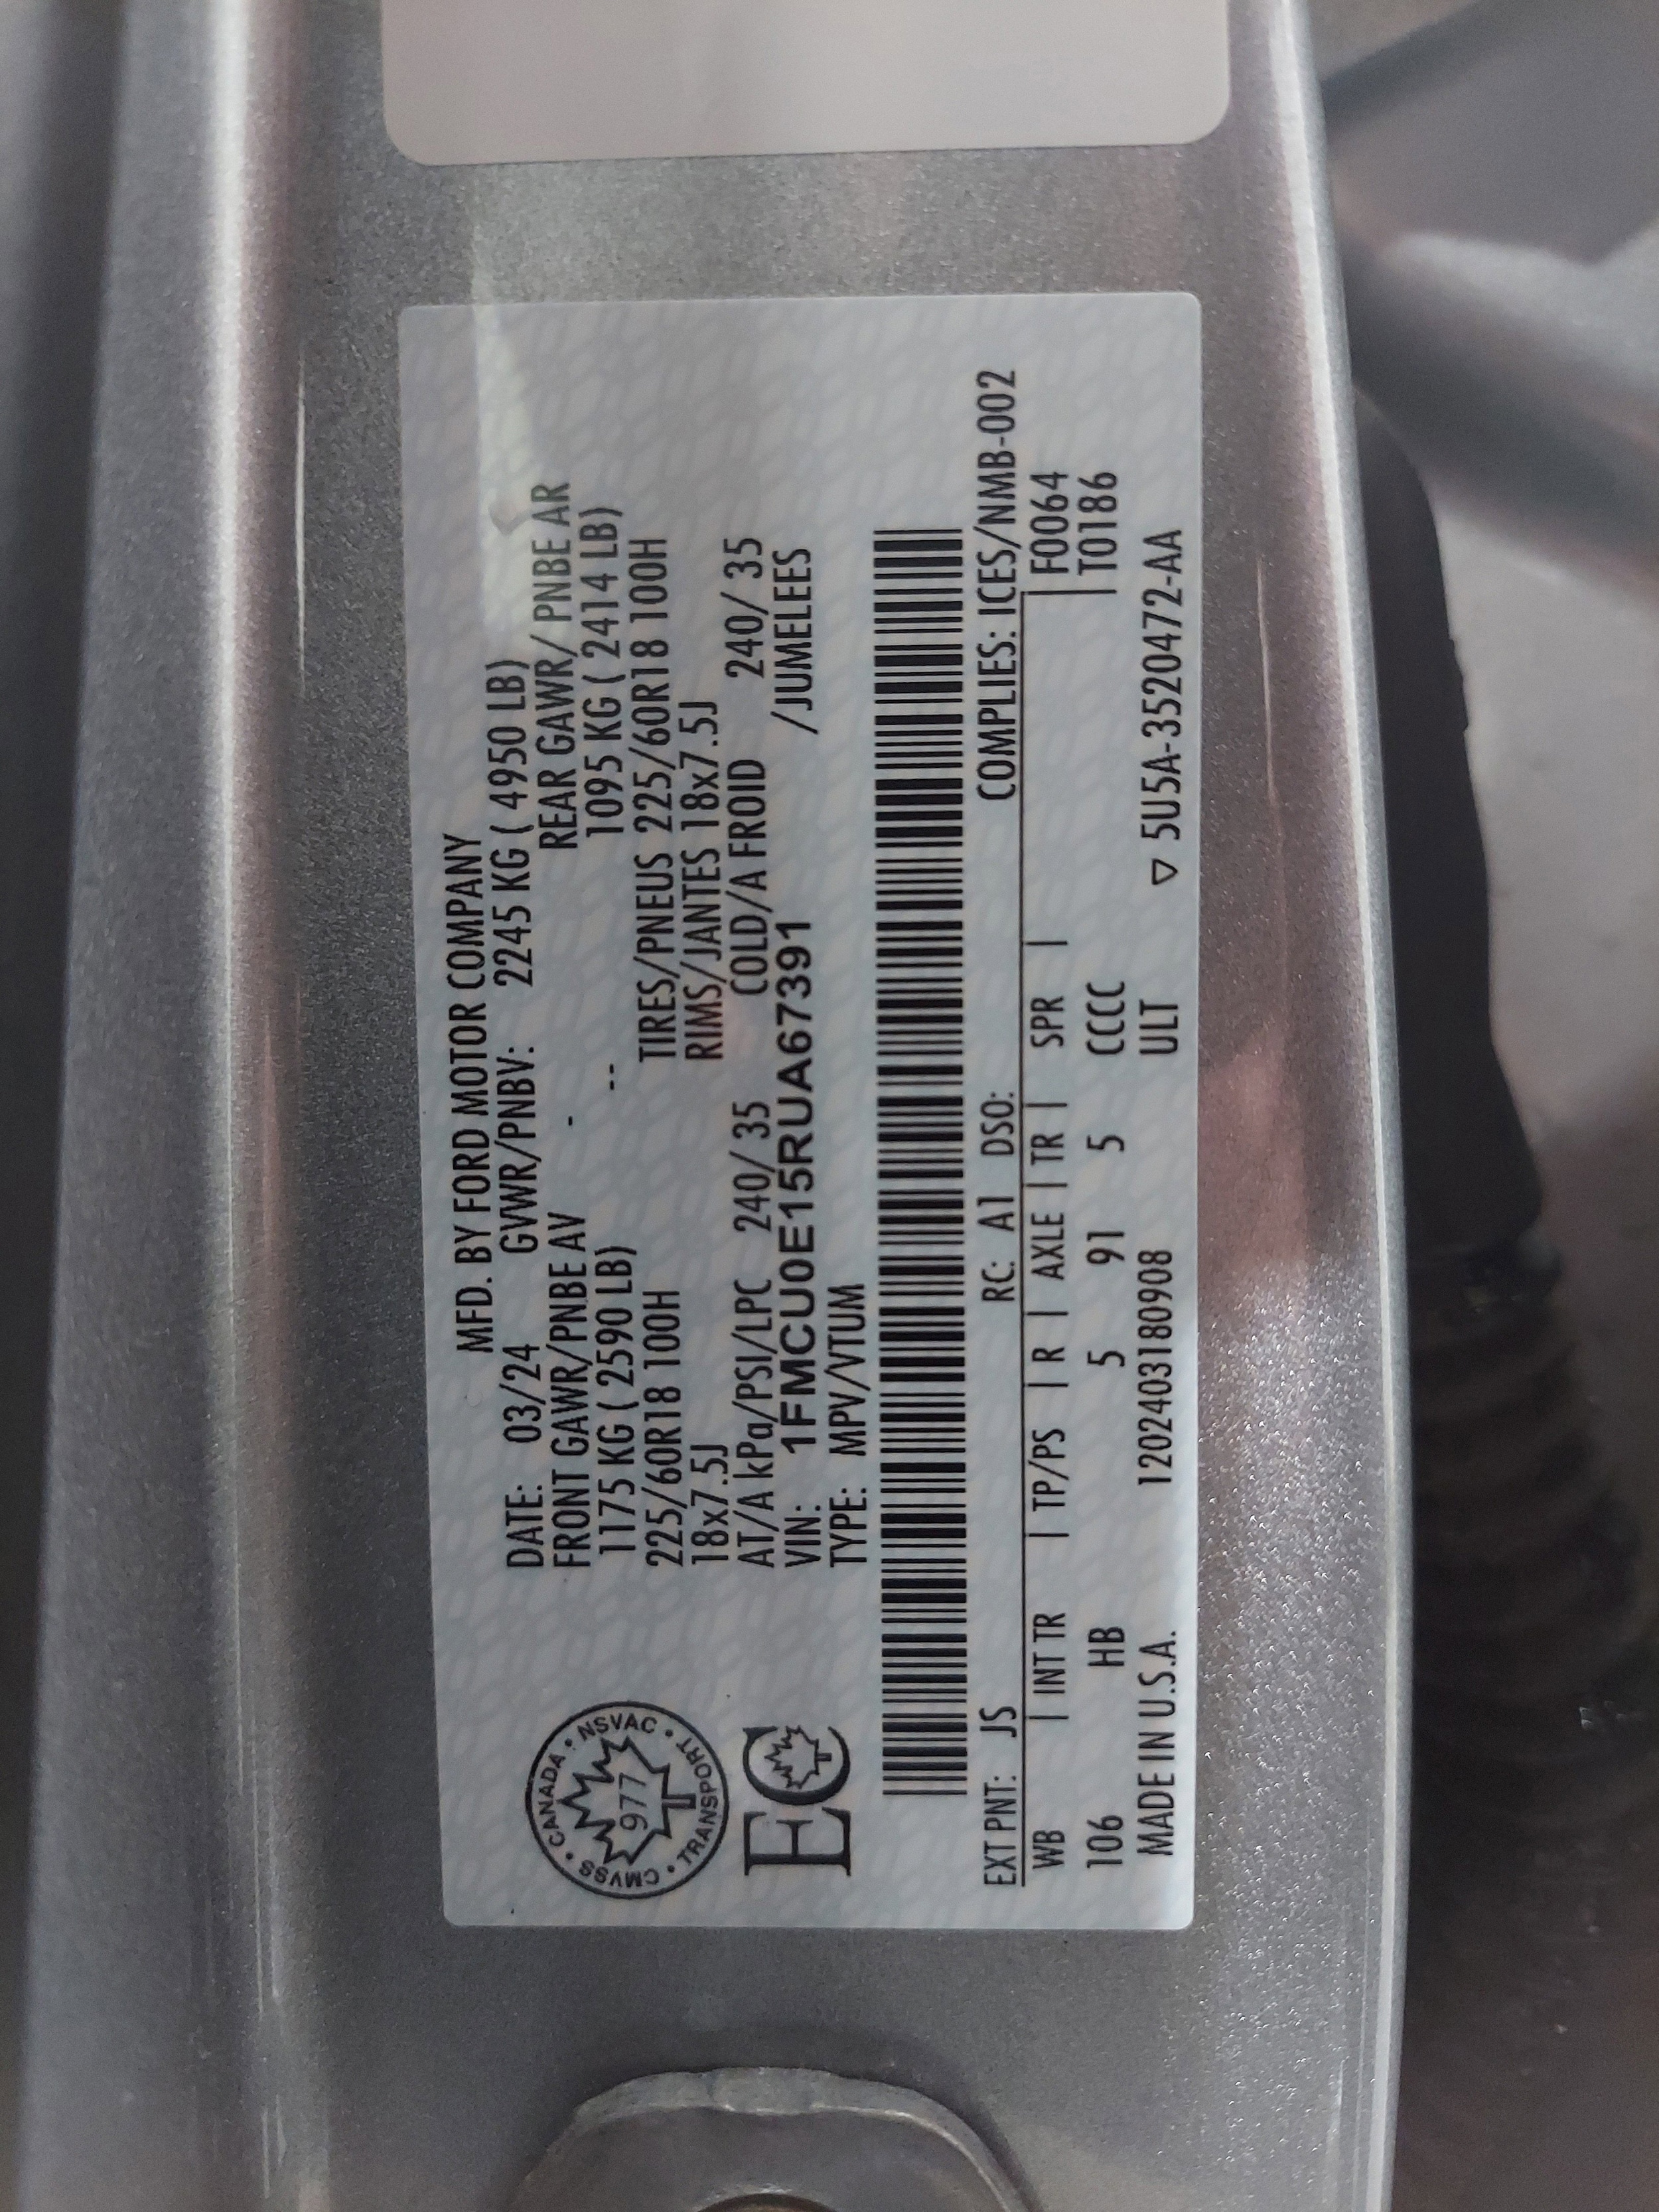 MFD. BY FORD MOTOR COMPANY
DATE: 03/24 GVWR/PNBV: 2245 KG ( 4950 LB)
FRONT GAWR/PNBE AV - REAR GAWR/ PNBE AR
1175 KG ( 2590 LB) -- 1095 KG ( 2414 LB)
225/60R18 100H TIRES/PNEUS 225/60R18 100H
18x7.5J RIMS/JANTES 18x7.5J
AT/A kPa/PSI/LPC 240/ 35 COLD/A FROID 240/ 35
VIN: 1FMCU0E15RUA67391 /JUMELEES
TYPE: MPV/VTUM
CANADA • NSVAC • TRANSPORT • CMVSS •
977
EC
EXT PNT: JS RC: A1 DSO: COMPLIES: ICES/NMB-002
WB | INT TR | TP/PS | R | AXLE | TR | SPR | F0064
106 HB 5 91 5 CCCC T0186
MADE IN U.S.A. 1202403180908 ULT ▽ 5U5A-3520472-AA